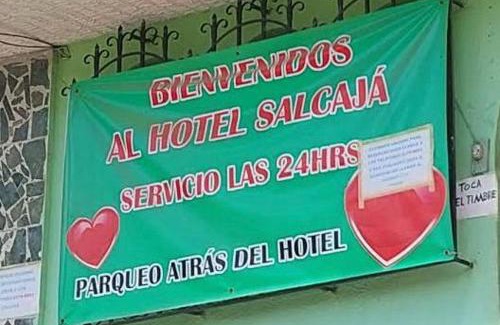 BIENVENIDOS
AL HOTEL SALCAJÁ
SERVICIO LAS 24HRS
PARQUEO ATRÁS DEL HOTEL
TOCA
EL TIMBRE